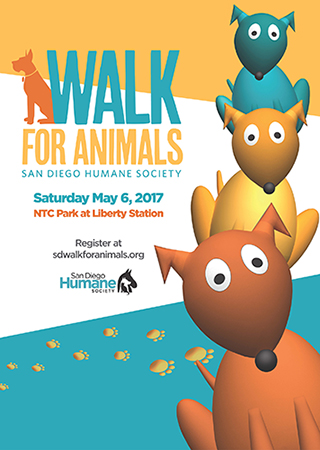 WALK
FOR ANIMALS
SAN DIEGO HUMANE SOCIETY
Saturday May 6, 2017
NTC Park at Liberty Station
Register at
sdwalkforanimals.org
San Diego
Humane
SOCIETY